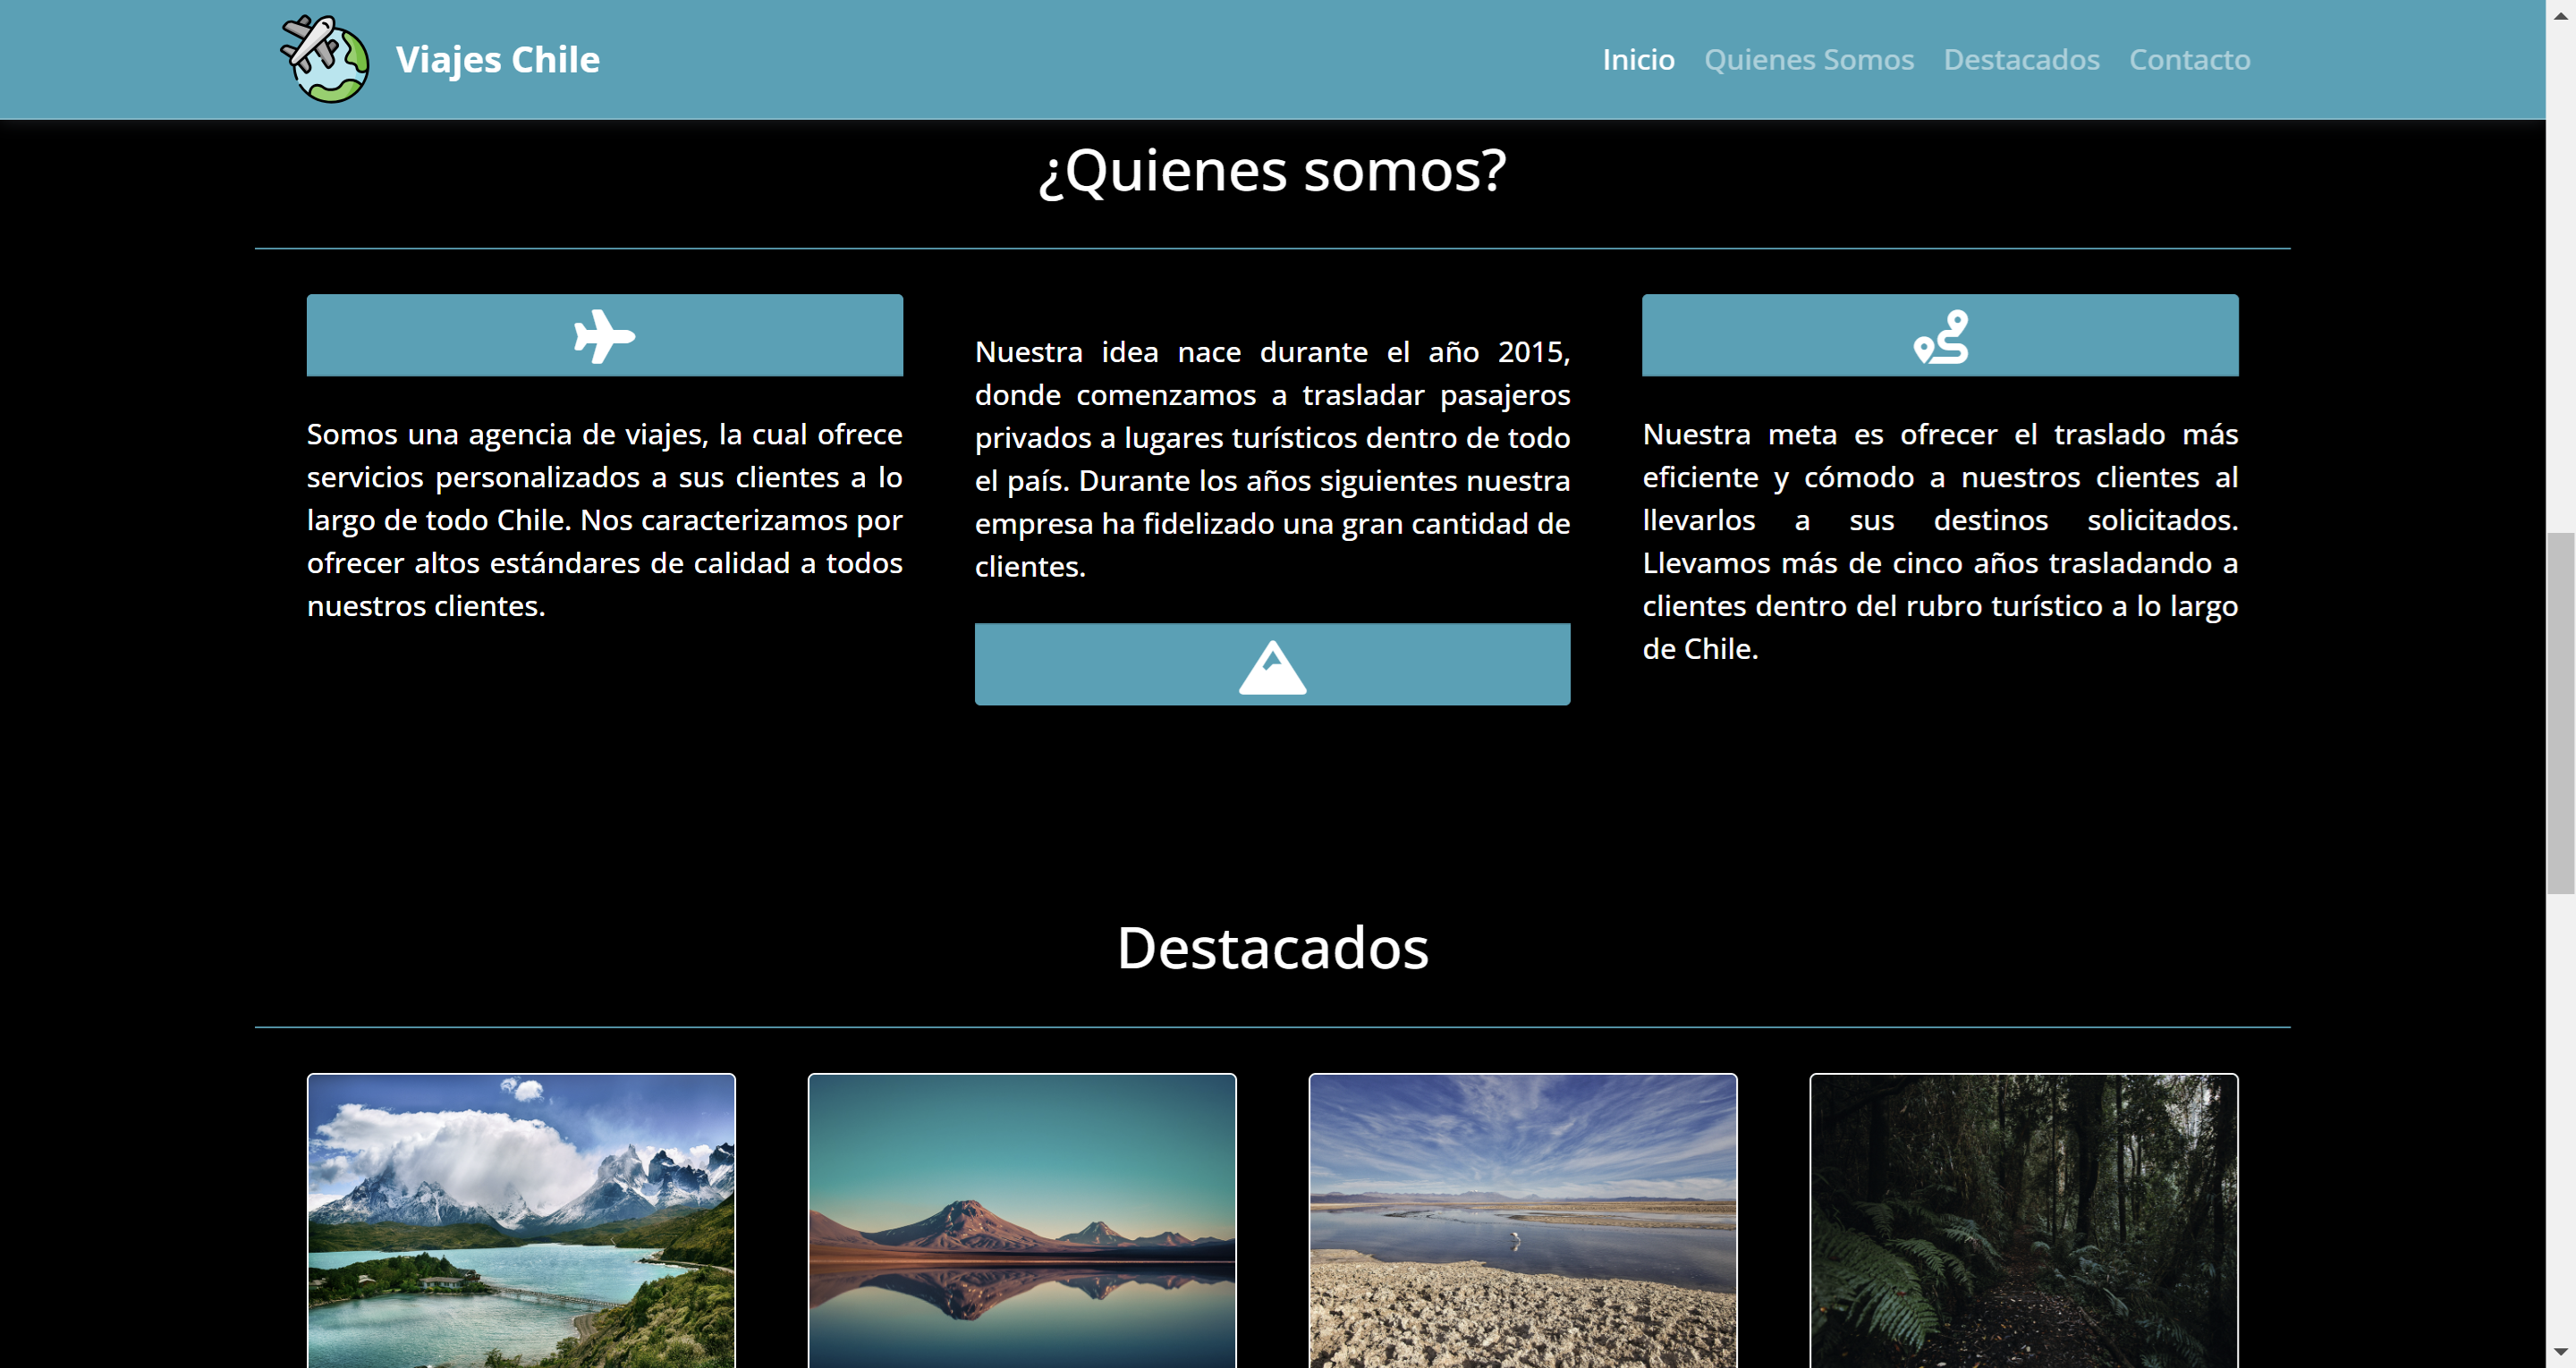 Viajes Chile
Inicio Quienes Somos Destacados Contacto
¿Quienes somos?
Somos una agencia de viajes, la cual ofrece
servicios personalizados a sus clientes a lo
largo de todo Chile. Nos caracterizamos por
ofrecer altos estándares de calidad a todos
nuestros clientes.
Nuestra idea nace durante el año 2015,
donde comenzamos a trasladar pasajeros
privados a lugares turísticos dentro de todo
el país. Durante los años siguientes nuestra
empresa ha fidelizado una gran cantidad de
clientes.
Nuestra meta es ofrecer el traslado más
eficiente y cómodo a nuestros clientes al
llevarlos a sus destinos solicitados.
Llevamos más de cinco años trasladando a
clientes dentro del rubro turístico a lo largo
de Chile.
Destacados